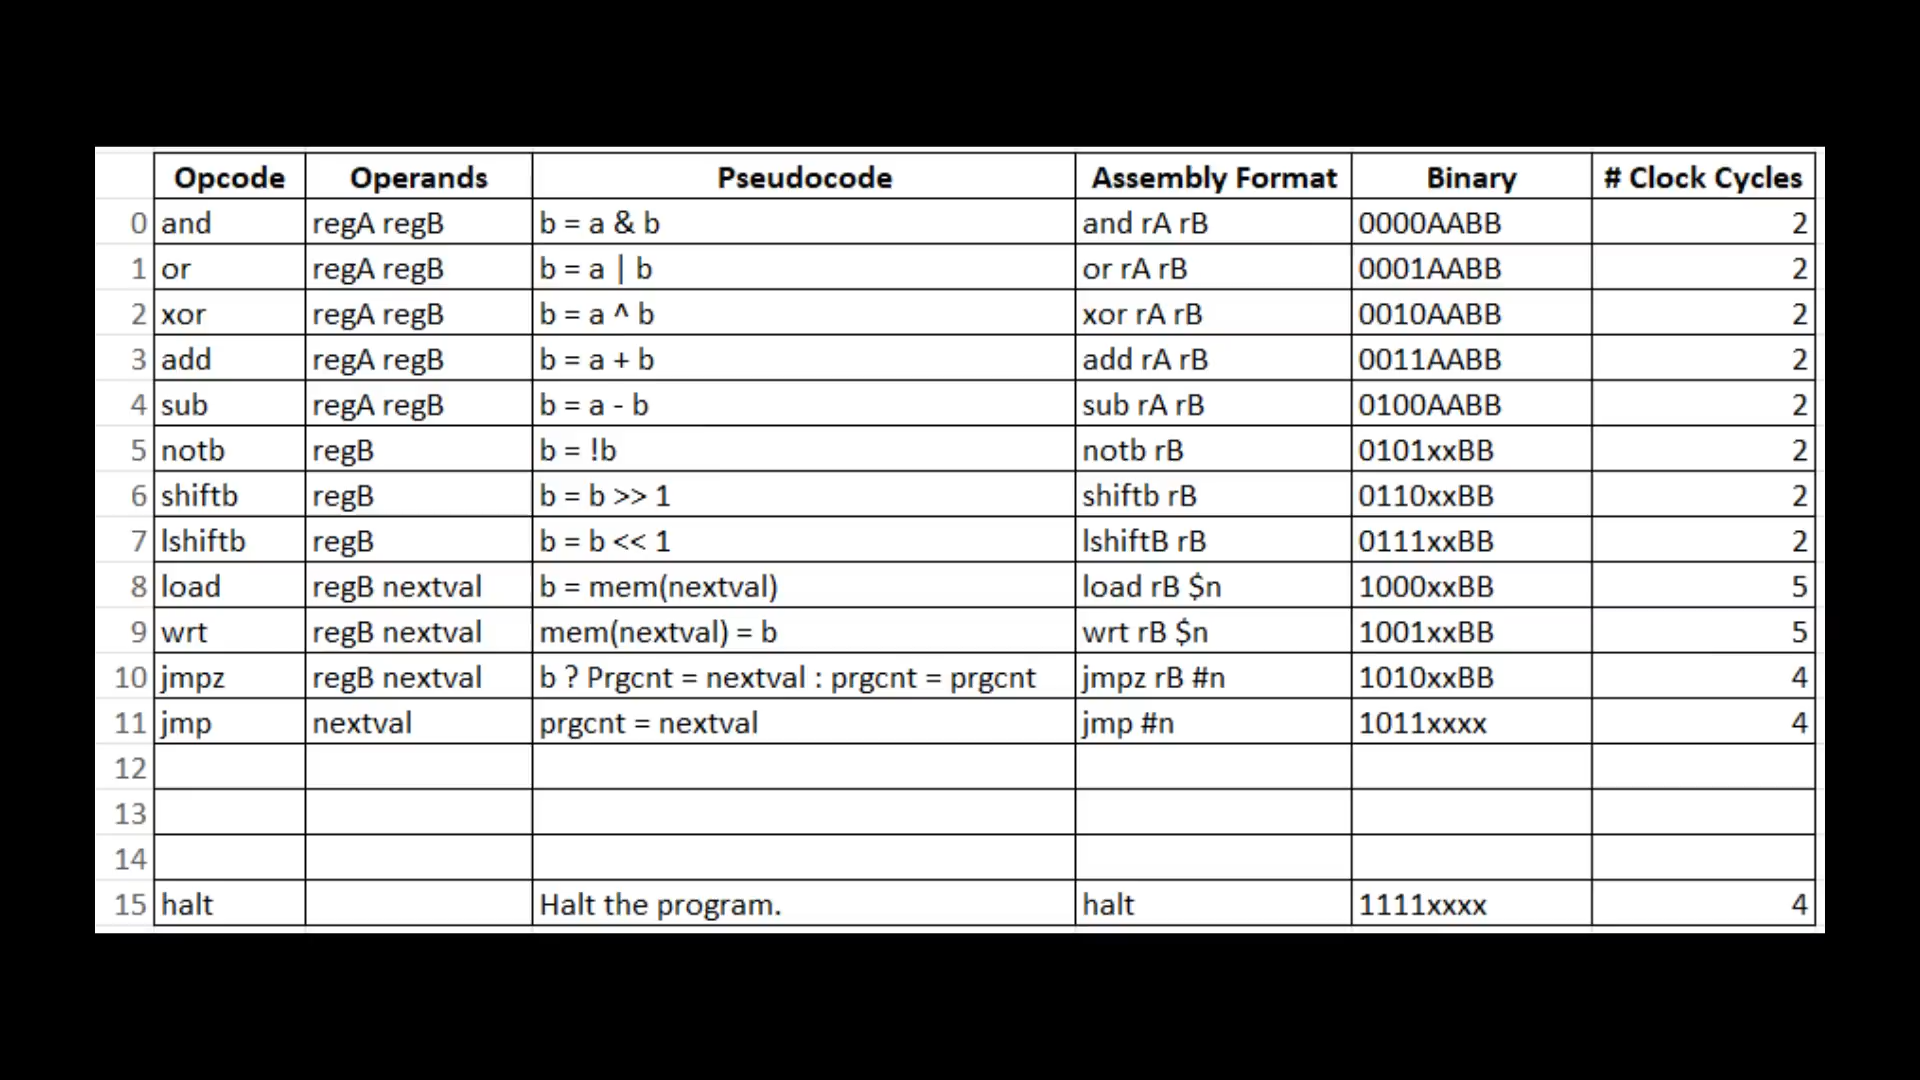 Opcode Operands Pseudocode Assembly Format Binary # Clock Cycles
0 and regA regB b = a & b and rA rB 0000AABB 2
1 or regA regB b = a | b or rA rB 0001AABB 2
2 xor regA regB b = a ^ b xor rA rB 0010AABB 2
3 add regA regB b = a + b add rA rB 0011AABB 2
4 sub regA regB b = a - b sub rA rB 0100AABB 2
5 notb regB b = !b notb rB 0101xxBB 2
6 shiftb regB b = b >> 1 shiftb rB 0110xxBB 2
7 lshiftb regB b = b << 1 lshiftB rB 0111xxBB 2
8 load regB nextval b = mem(nextval) load rB $n 1000xxBB 5
9 wrt regB nextval mem(nextval) = b wrt rB $n 1001xxBB 5
10 jmpz regB nextval b ? Prgcnt = nextval : prgcnt = prgcnt jmpz rB #n 1010xxBB 4
11 jmp nextval prgcnt = nextval jmp #n 1011xxxx 4
12
13
14
15 halt Halt the program. halt 1111xxxx 4